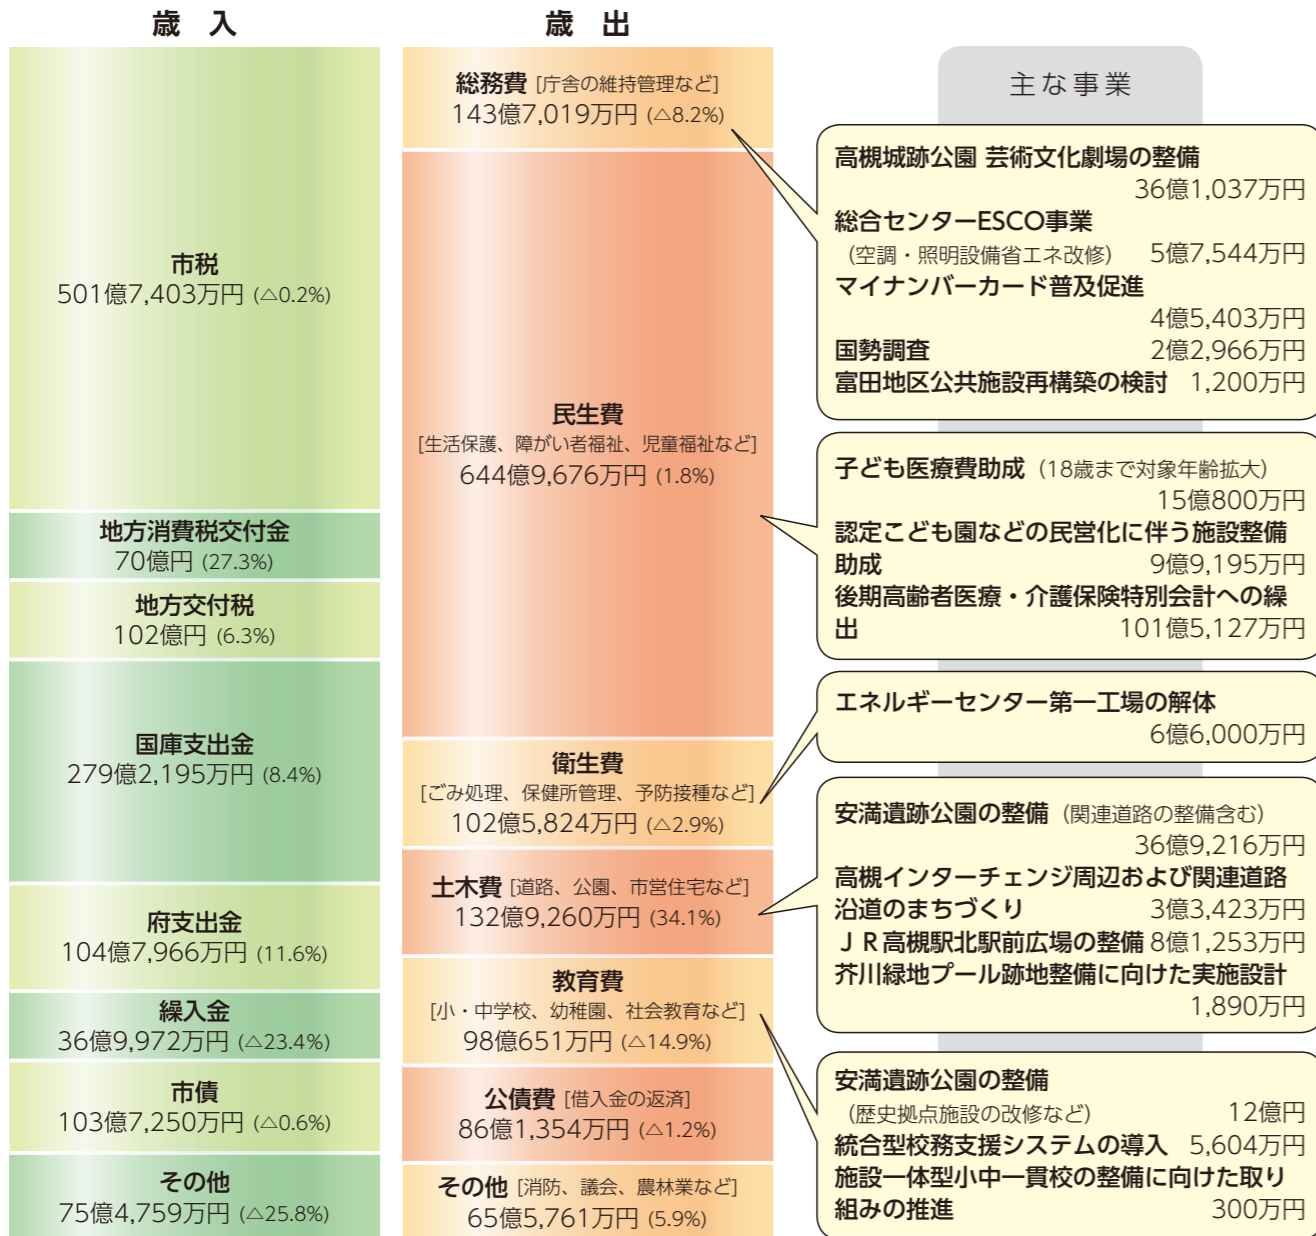 歳 入
市税
501億7,403万円 (△0.2%)
地方消費税交付金
70億円 (27.3%)
地方交付税
102億円 (6.3%)
国庫支出金
279億2,195万円 (8.4%)
府支出金
104億7,966万円 (11.6%)
繰入金
36億9,972万円 (△23.4%)
市債
103億7,250万円 (△0.6%)
その他
75億4,759万円 (△25.8%)
歳 出
総務費 [庁舎の維持管理など]
143億7,019万円 (△8.2%)
民生費
[生活保護、障がい者福祉、児童福祉など]
644億9,676万円 (1.8%)
衛生費
[ごみ処理、保健所管理、予防接種など]
102億5,824万円 (△2.9%)
土木費 [道路、公園、市営住宅など]
132億9,260万円 (34.1%)
教育費
[小・中学校、幼稚園、社会教育など]
98億651万円 (△14.9%)
公債費 [借入金の返済]
86億1,354万円 (△1.2%)
その他 [消防、議会、農林業など]
65億5,761万円 (5.9%)
主な事業
高槻城跡公園 芸術文化劇場の整備
36億1,037万円
総合センターESCO事業
（空調・照明設備省エネ改修） 5億7,544万円
マイナンバーカード普及促進
4億5,403万円
国勢調査 2億2,966万円
富田地区公共施設再構築の検討 1,200万円
子ども医療費助成（18歳まで対象年齢拡大）
15億800万円
認定こども園などの民営化に伴う施設整備
助成 9億9,195万円
後期高齢者医療・介護保険特別会計への繰
出 101億5,127万円
エネルギーセンター第一工場の解体
6億6,000万円
安満遺跡公園の整備（関連道路の整備含む）
36億9,216万円
高槻インターチェンジ周辺および関連道路
沿道のまちづくり 3億3,423万円
ＪＲ高槻駅北駅前広場の整備 8億1,253万円
芥川緑地プール跡地整備に向けた実施設計
1,890万円
安満遺跡公園の整備
（歴史拠点施設の改修など） 12億円
統合型校務支援システムの導入 5,604万円
施設一体型小中一貫校の整備に向けた取り
組みの推進 300万円